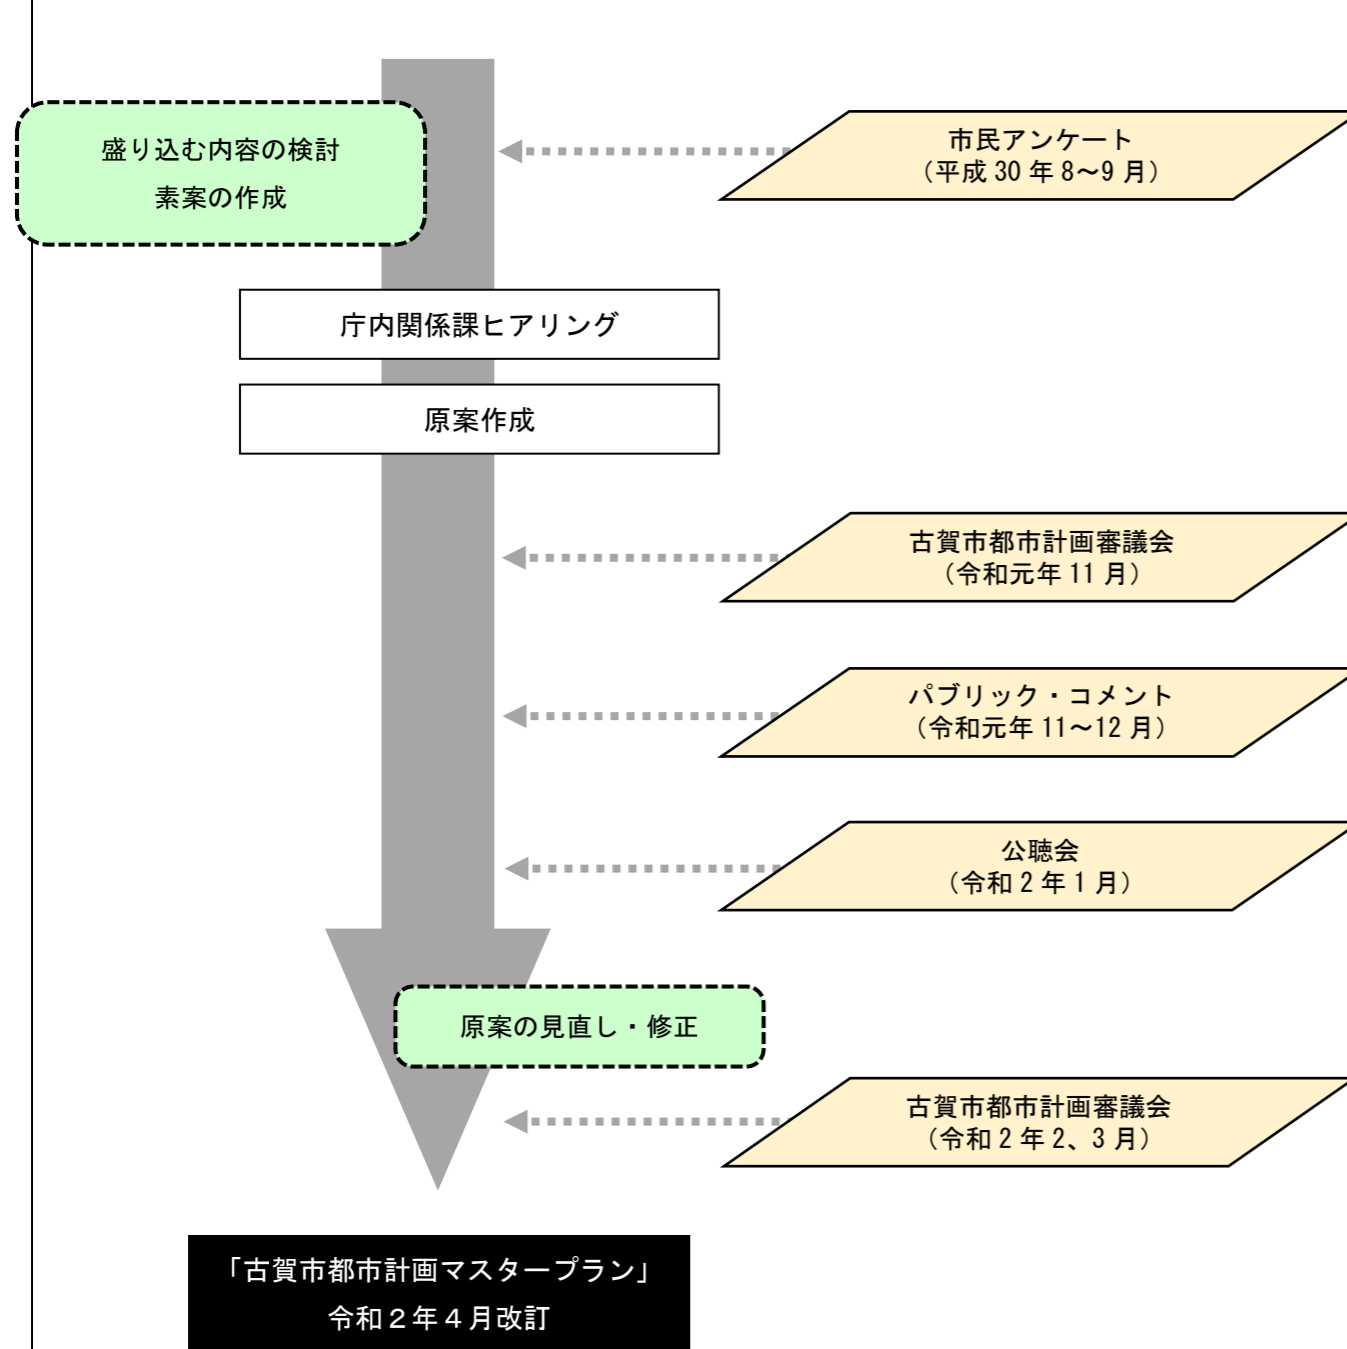 盛り込む内容の検討
素案の作成
市民アンケート
（平成 30 年 8～9 月）
庁内関係課ヒアリング
原案作成
古賀市都市計画審議会
（令和元年 11 月）
パブリック・コメント
（令和元年 11～12 月）
公聴会
（令和 2 年 1 月）
原案の見直し・修正
古賀市都市計画審議会
（令和 2 年 2、3 月）
「古賀市都市計画マスタープラン」
令和２年４月改訂